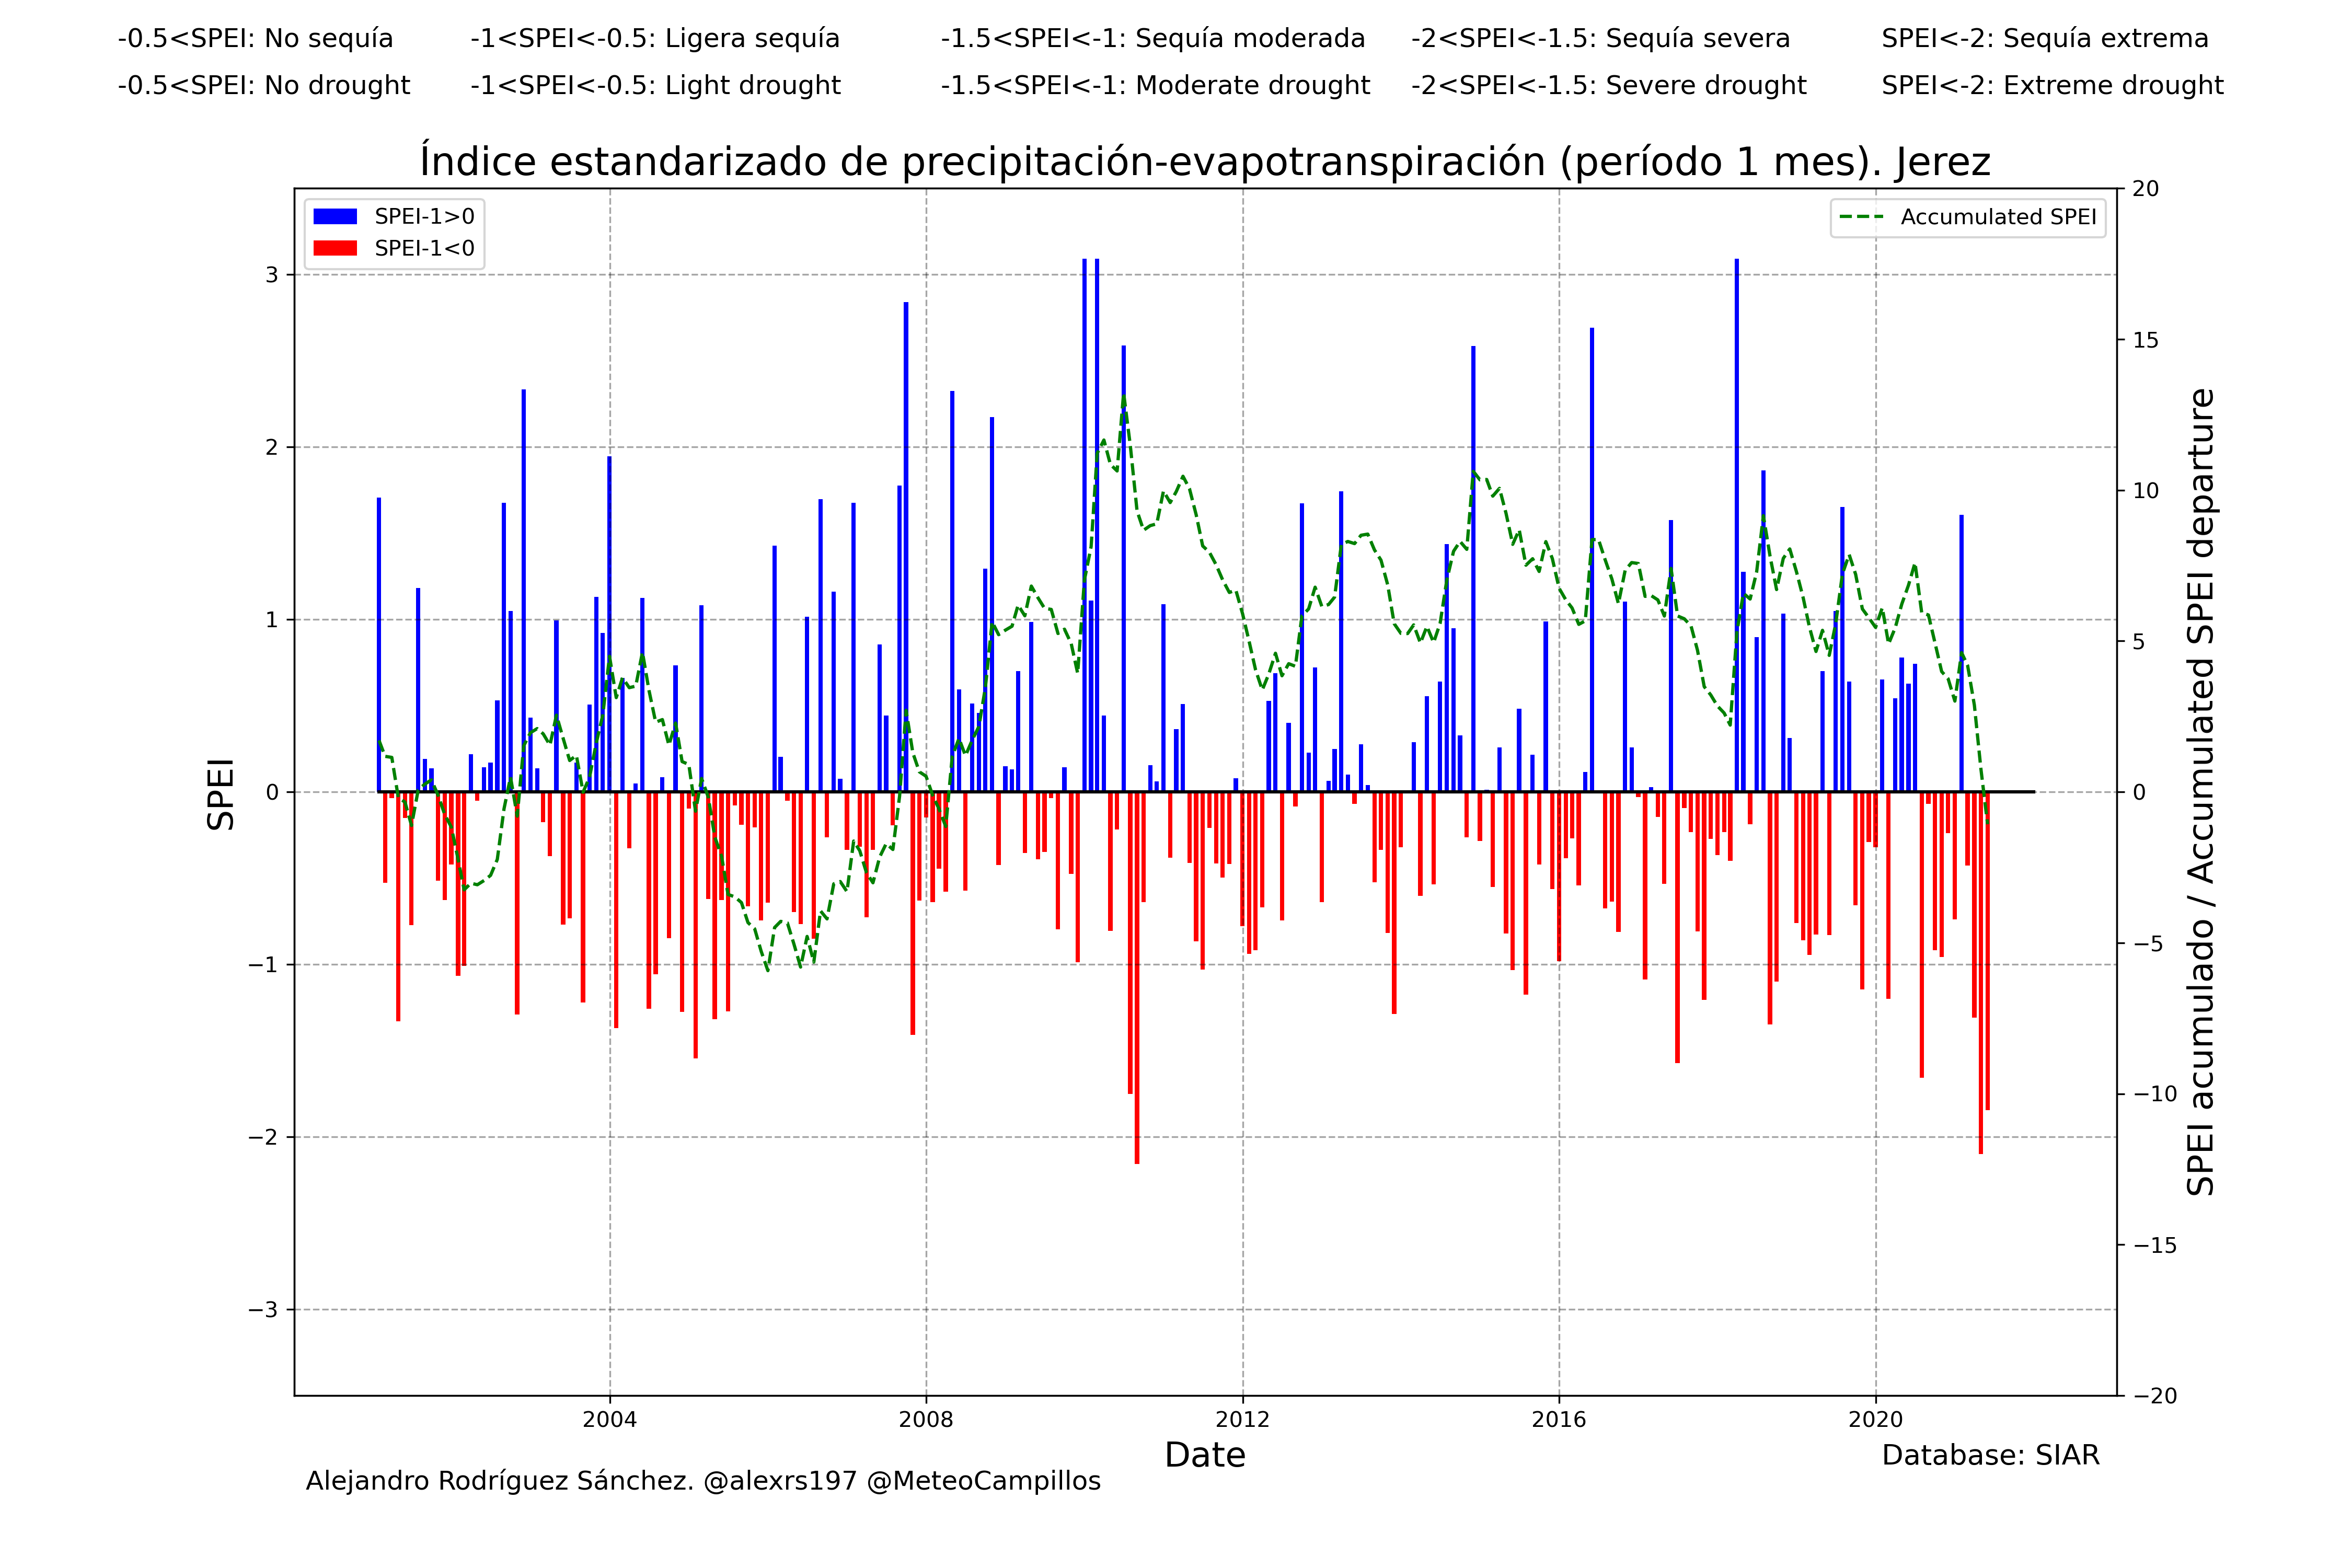 -0.5<SPEI: No sequía -1<SPEI<-0.5: Ligera sequía -1.5<SPEI<-1: Sequía moderada -2<SPEI<-1.5: Sequía severa SPEI<-2: Sequía extrema
-0.5<SPEI: No drought -1<SPEI<-0.5: Light drought -1.5<SPEI<-1: Moderate drought -2<SPEI<-1.5: Severe drought SPEI<-2: Extreme drought
Índice estandarizado de precipitación-evapotranspiración (período 1 mes). Jerez
SPEI-1>0
SPEI-1<0
Accumulated SPEI
SPEI
3
2
1
0
−1
−2
−3
20
15
10
5
0
−5
−10
−15
−20
SPEI acumulado / Accumulated SPEI departure
2004 2008 2012 2016 2020
Date
Database: SIAR
Alejandro Rodríguez Sánchez. @alexrs197 @MeteoCampillos